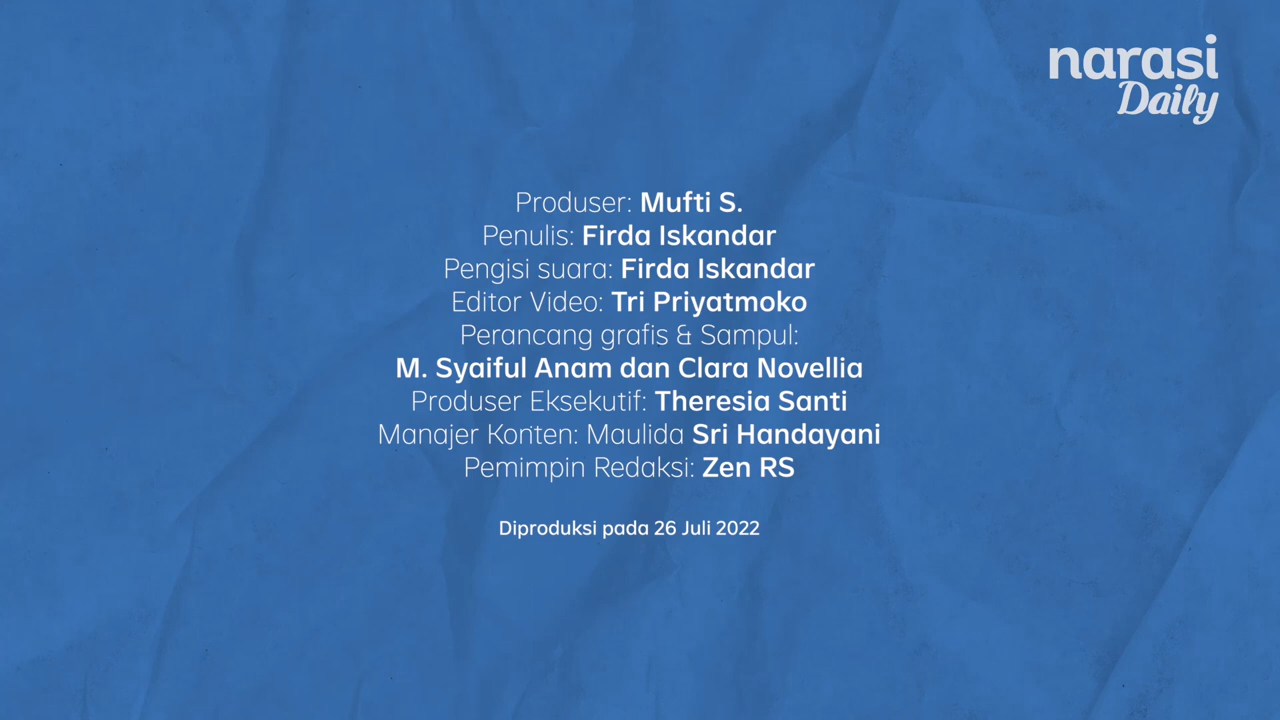 narasi
Daily
Produser: Mufti S.
Penulis: Firda Iskandar
Pengisi suara: Firda Iskandar
Editor Video: Tri Priyatmoko
Perancang grafis & Sampul:
M. Syaiful Anam dan Clara Novellia
Produser Eksekutif: Theresia Santi
Manajer Konten: Maulida Sri Handayani
Pemimpin Redaksi: Zen RS
Diproduksi pada 26 Juli 2022